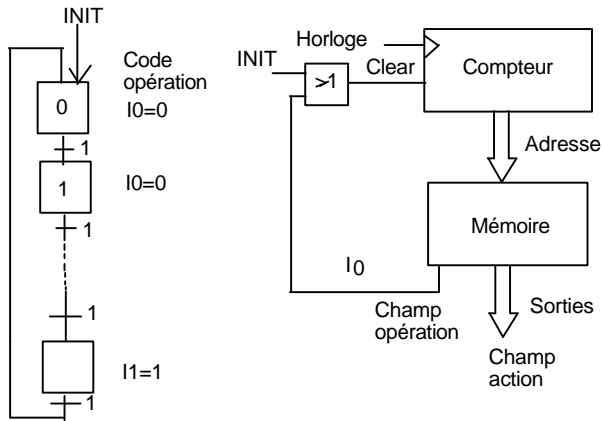 INIT
Code
opération
0
I0=0
1
1
I0=0
1
1
I1=1
1
Horloge
INIT
>1
Clear
Compteur
Adresse
Mémoire
I0
Champ
opération
Sorties
Champ
action